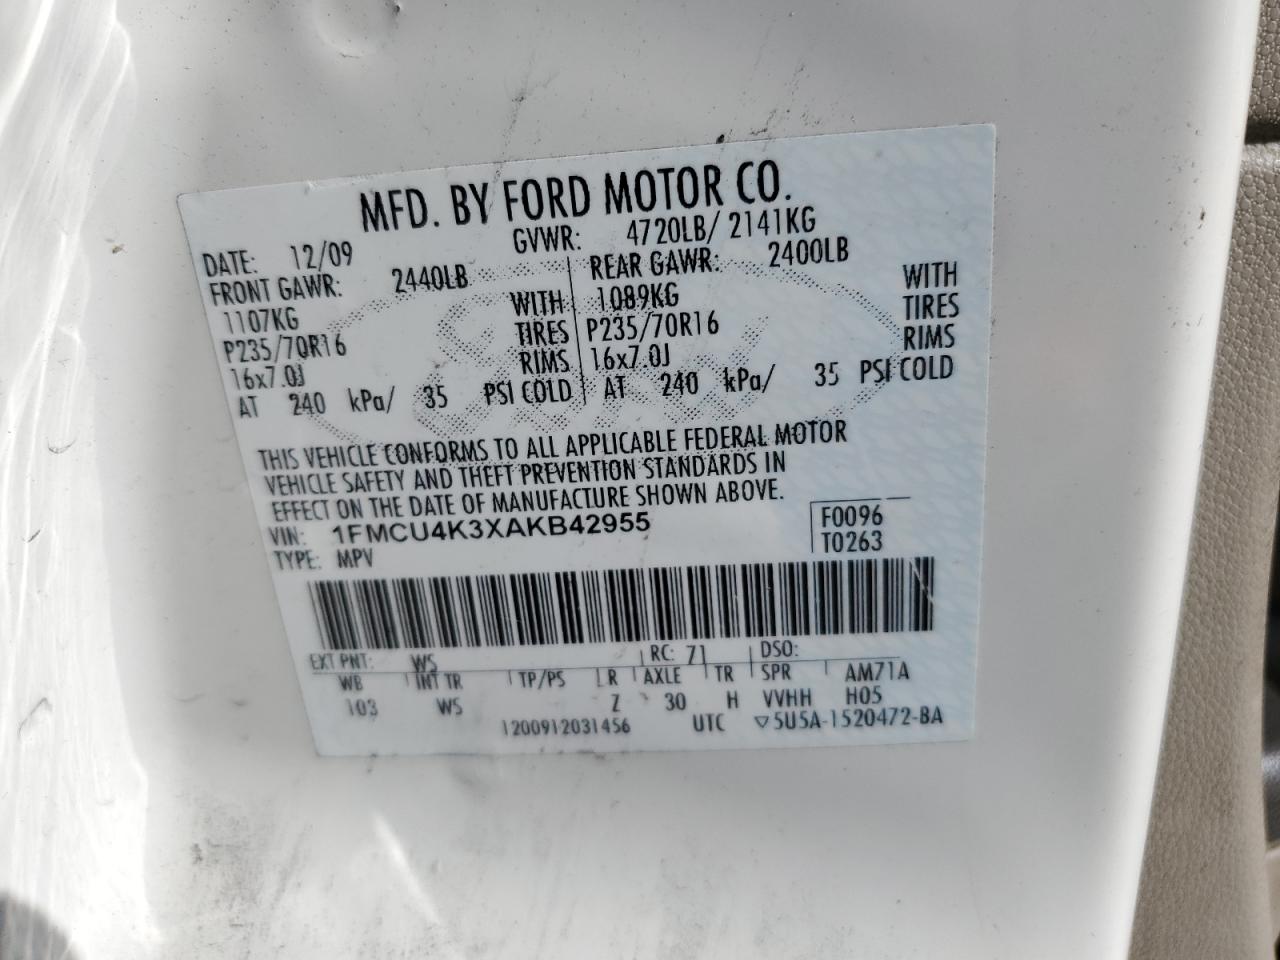 MFD. BY FORD MOTOR CO.
DATE: 12/09 GVWR: 4720LB/ 2141KG
FRONT GAWR: 2440LB REAR GAWR: 2400LB
1107KG WITH 1089KG WITH
P235/70R16 TIRES P235/70R16 TIRES
16x7.0J RIMS 16x7.0J RIMS
AT 240 kPa/ 35 PSI COLD AT 240 kPa/ 35 PSI COLD
THIS VEHICLE CONFORMS TO ALL APPLICABLE FEDERAL MOTOR
VEHICLE SAFETY AND THEFT PREVENTION STANDARDS IN
EFFECT ON THE DATE OF MANUFACTURE SHOWN ABOVE.
VIN: 1FMCU4K3XAKB42955 F0096
TYPE: MPV T0263
EXT PNT: WS RC: 71 DSO:
WB INT TR TP/PS R AXLE TR SPR AM71A
103 WS Z 30 H VVHH H05
1200912031456 UTC ▽5U5A-1520472-BA